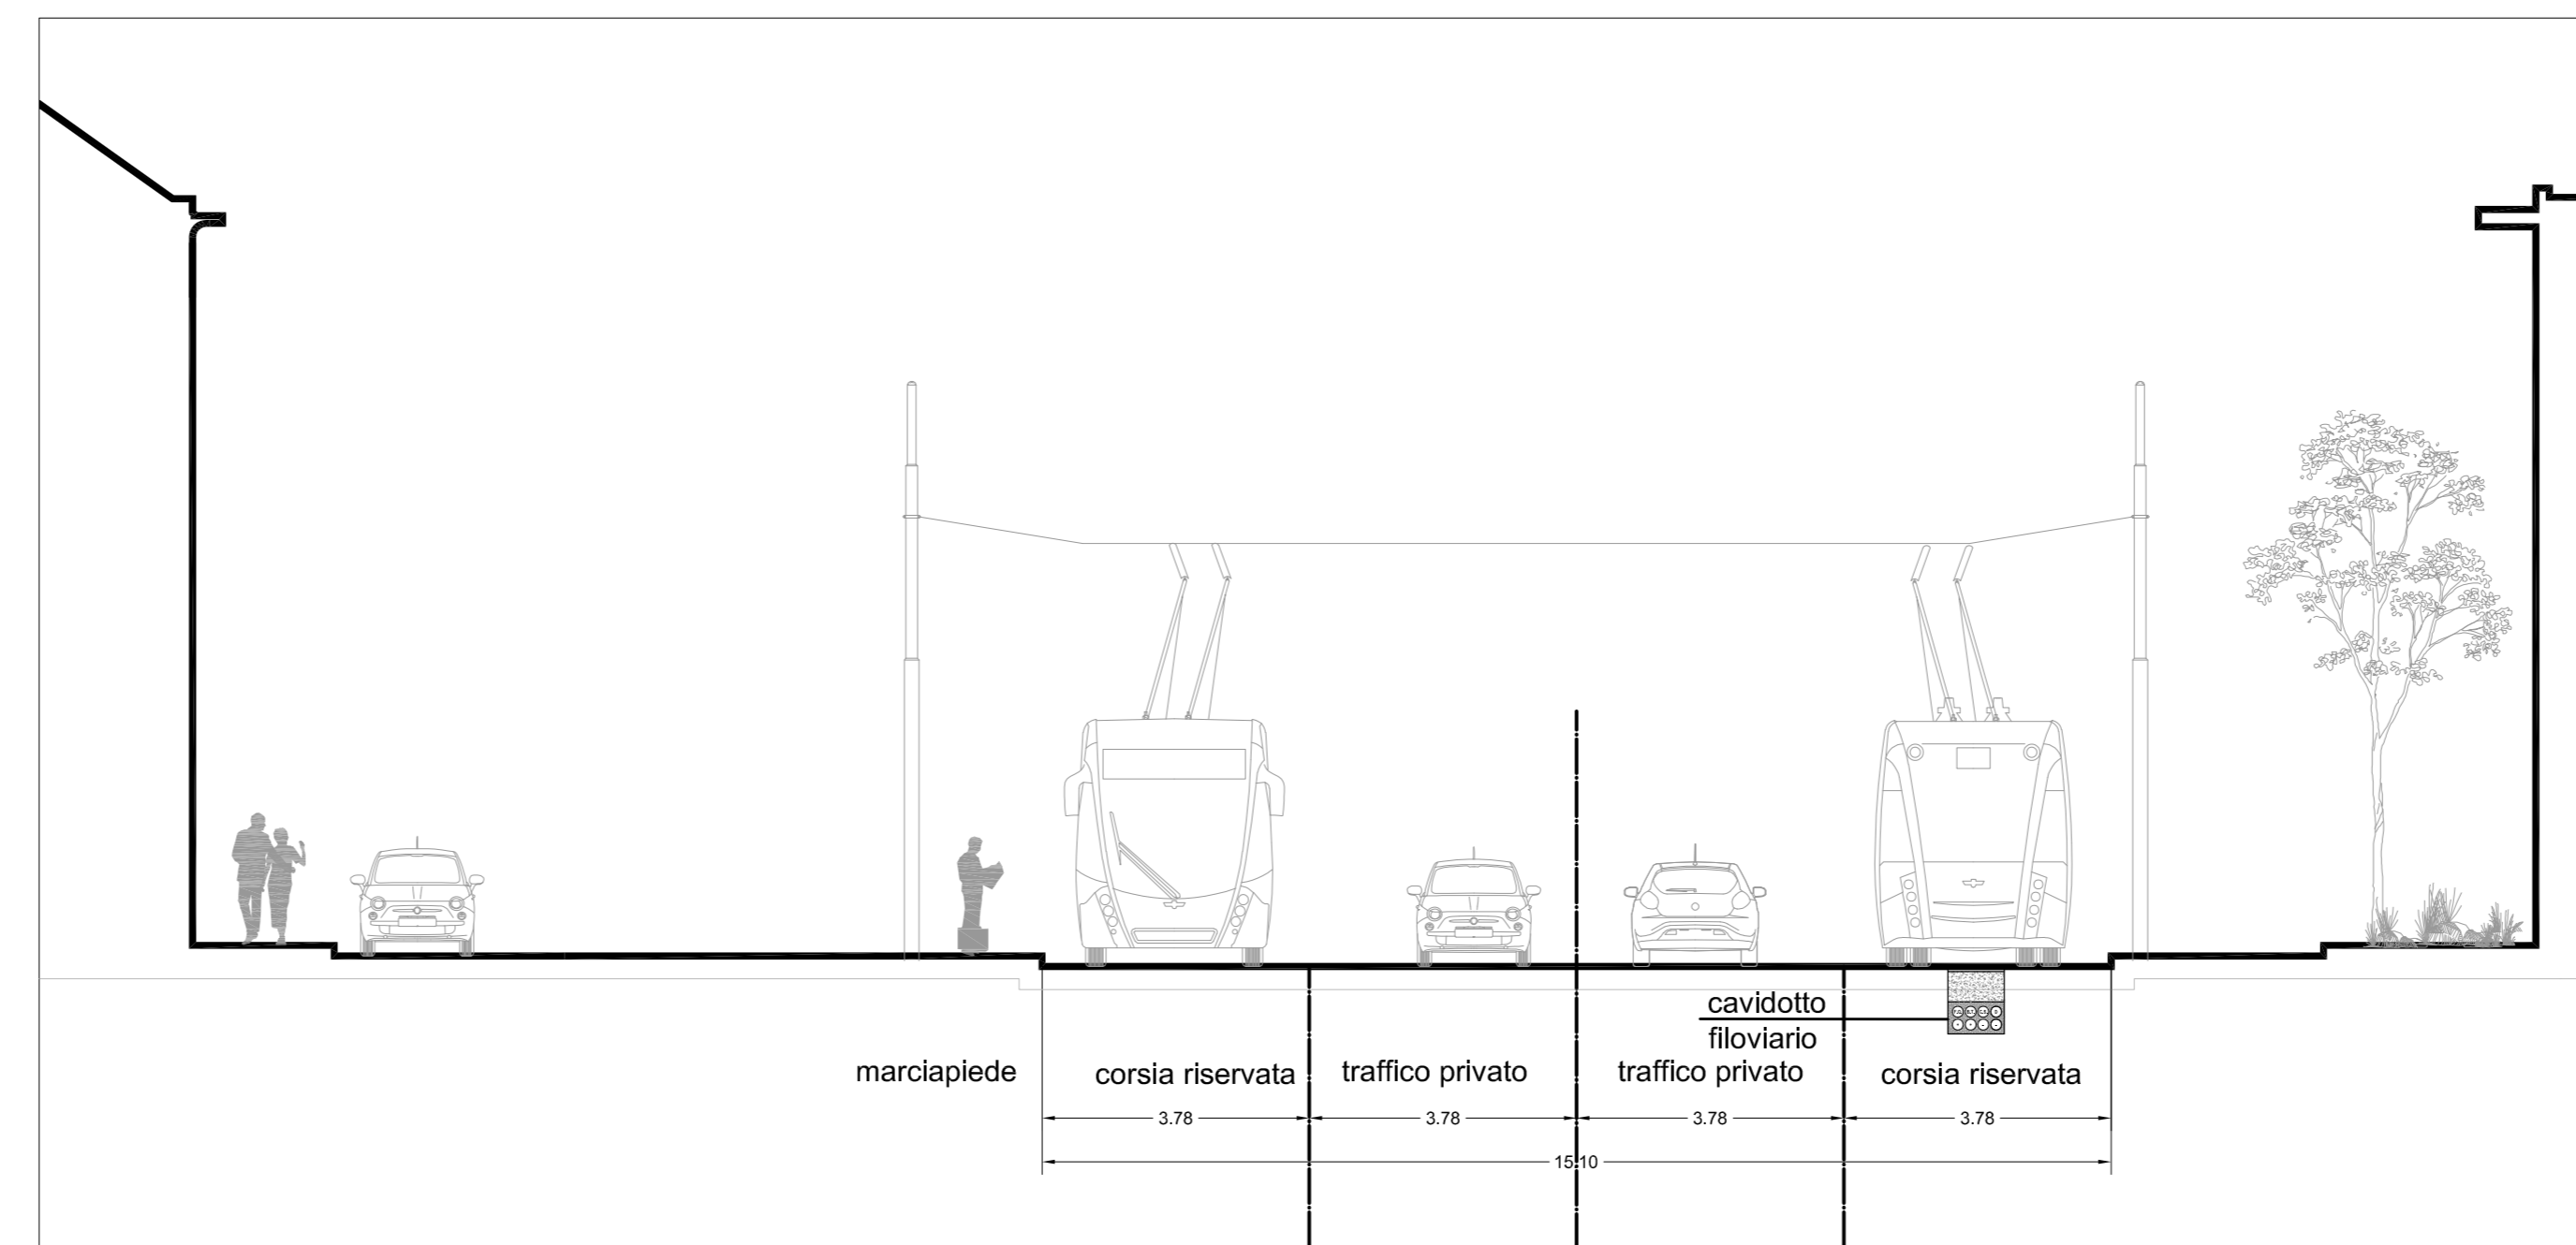 cavidotto
filoviario
marciapiede
corsia riservata
traffico privato
traffico privato
corsia riservata
3.78
3.78
3.78
3.78
15.10